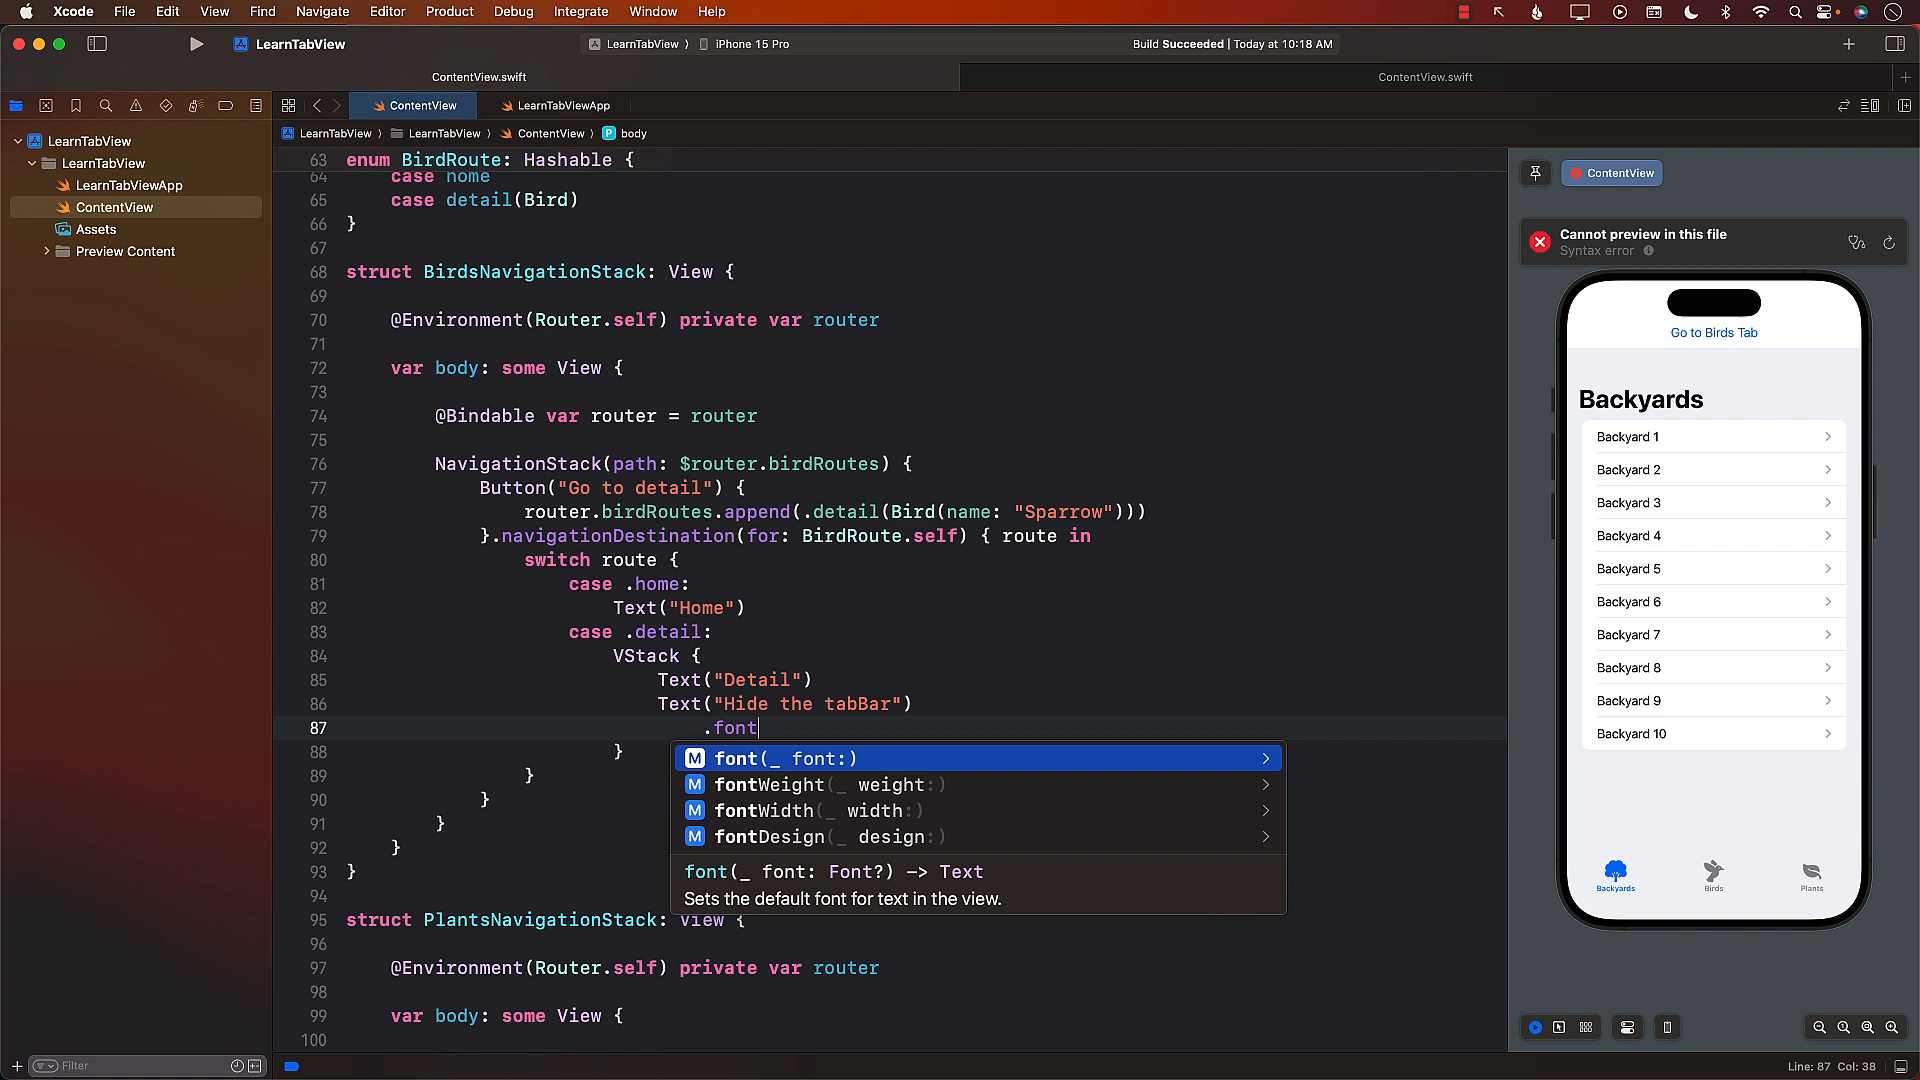 Xcode File Edit View Find Navigate Editor Product Debug Integrate Window Help
LearnTabView
LearnTabView ⟩ iPhone 15 Pro
Build Succeeded | Today at 10:18 AM
ContentView.swift
ContentView.swift
ContentView
LearnTabViewApp
LearnTabView ⟩ LearnTabView ⟩ ContentView ⟩ P body
LearnTabView
LearnTabView
LearnTabViewApp
ContentView
Assets
Preview Content
Filter
63 enum BirdRoute: Hashable {
64 case home
65 case detail(Bird)
66 }
67
68 struct BirdsNavigationStack: View {
69
70 @Environment(Router.self) private var router
71
72 var body: some View {
73
74 @Bindable var router = router
75
76 NavigationStack(path: $router.birdRoutes) {
77 Button("Go to detail") {
78 router.birdRoutes.append(.detail(Bird(name: "Sparrow")))
79 }.navigationDestination(for: BirdRoute.self) { route in
80 switch route {
81 case .home:
82 Text("Home")
83 case .detail:
84 VStack {
85 Text("Detail")
86 Text("Hide the tabBar")
87 .font
88 }
89 }
90 }
91 }
92 }
93 }
94
95 struct PlantsNavigationStack: View {
96
97 @Environment(Router.self) private var router
98
99 var body: some View {
100
M font(_ font:)
M fontWeight(_ weight:)
M fontWidth(_ width:)
M fontDesign(_ design:)
font(_ font: Font?) -> Text
Sets the default font for text in the view.
ContentView
Cannot preview in this file
Syntax error
Go to Birds Tab
Backyards
Backyard 1
Backyard 2
Backyard 3
Backyard 4
Backyard 5
Backyard 6
Backyard 7
Backyard 8
Backyard 9
Backyard 10
Backyards Birds Plants
Line: 87 Col: 38